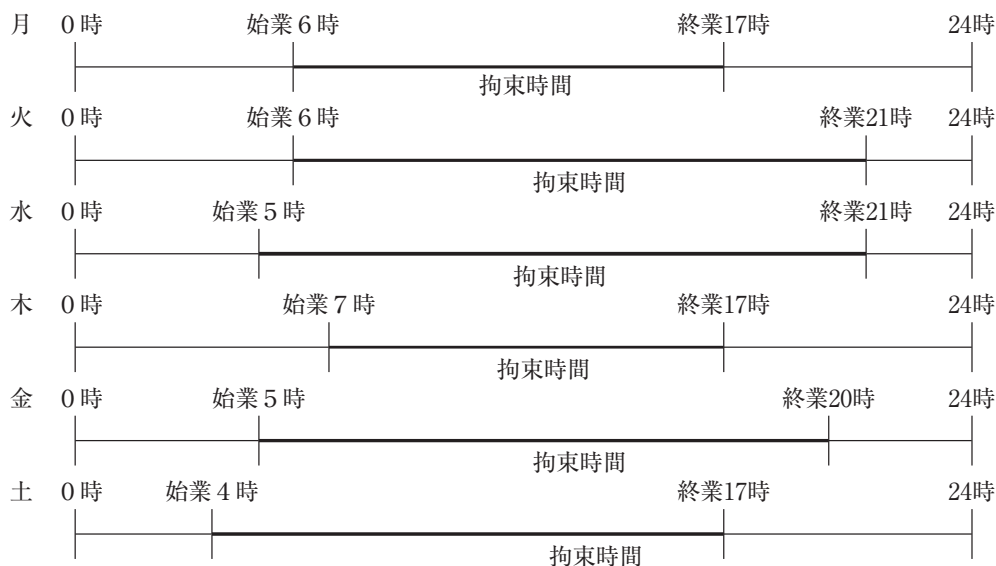 月 0時 始業6時 終業17時 24時
拘束時間
火 0時 始業6時 終業21時 24時
拘束時間
水 0時 始業5時 終業21時 24時
拘束時間
木 0時 始業7時 終業17時 24時
拘束時間
金 0時 始業5時 終業20時 24時
拘束時間
土 0時 始業4時 終業17時 24時
拘束時間